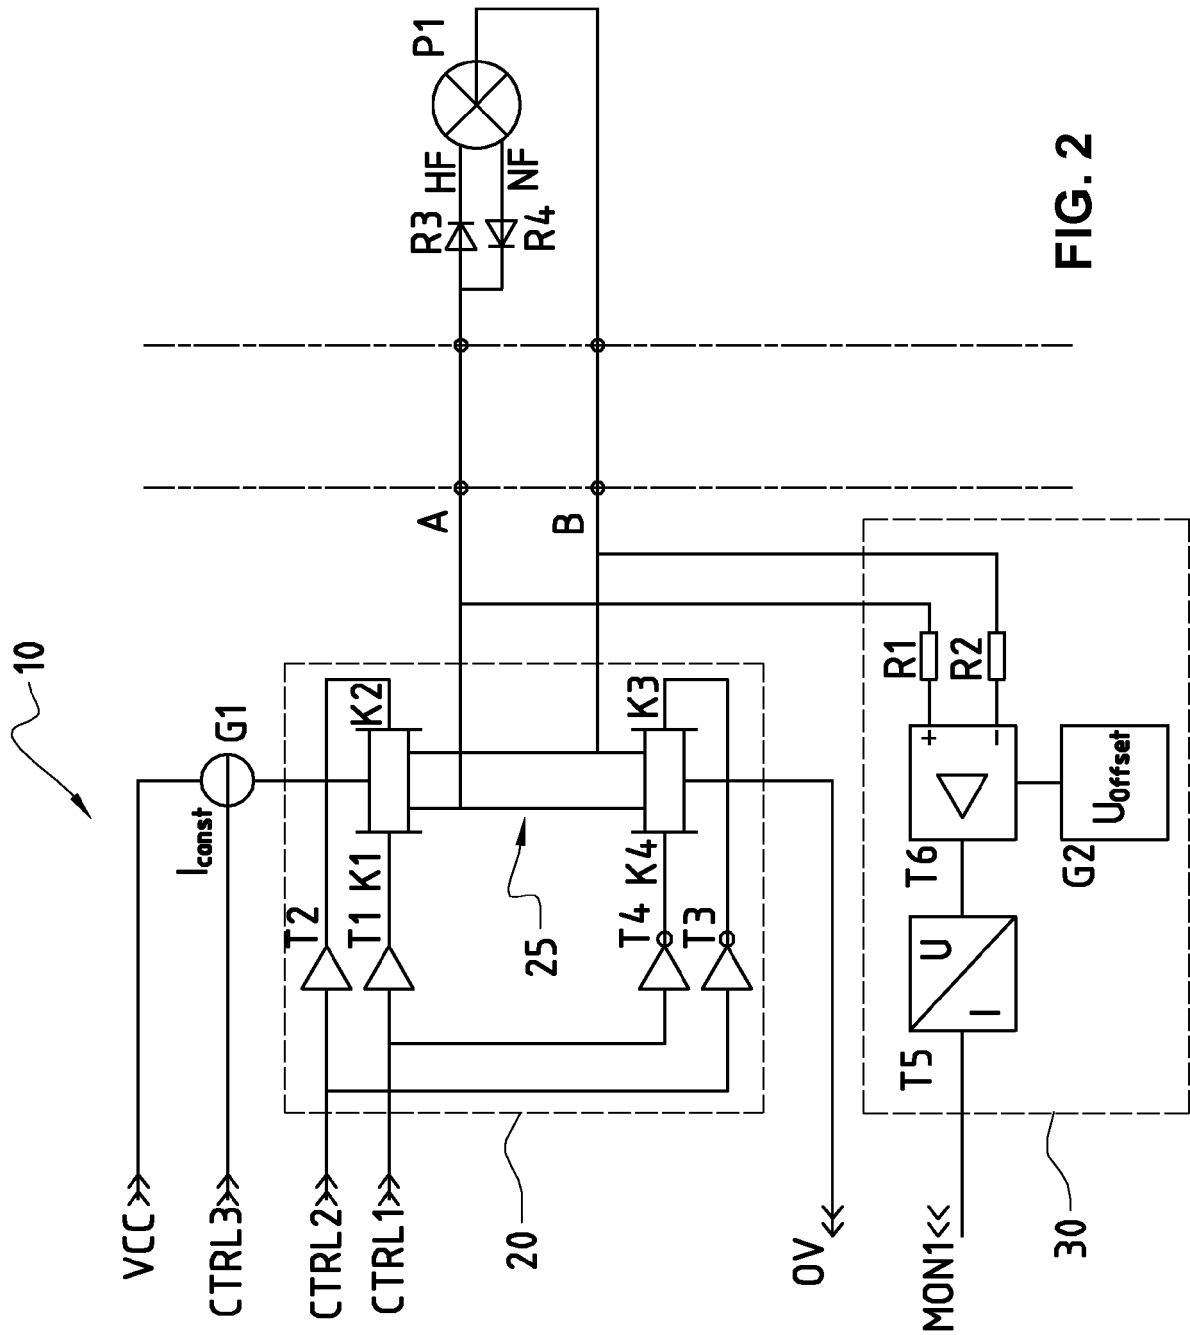 10
VCC
CTRL3
CTRL2
CTRL1
0V
MON1
G1
Iconst
T2
T1
K1
K2
K3
K4
T4
T3
25
20
A
B
R3
HF
NF
R4
P1
R1
R2
+
−
T6
Uoffset
G2
U
I
T5
30
FIG. 2